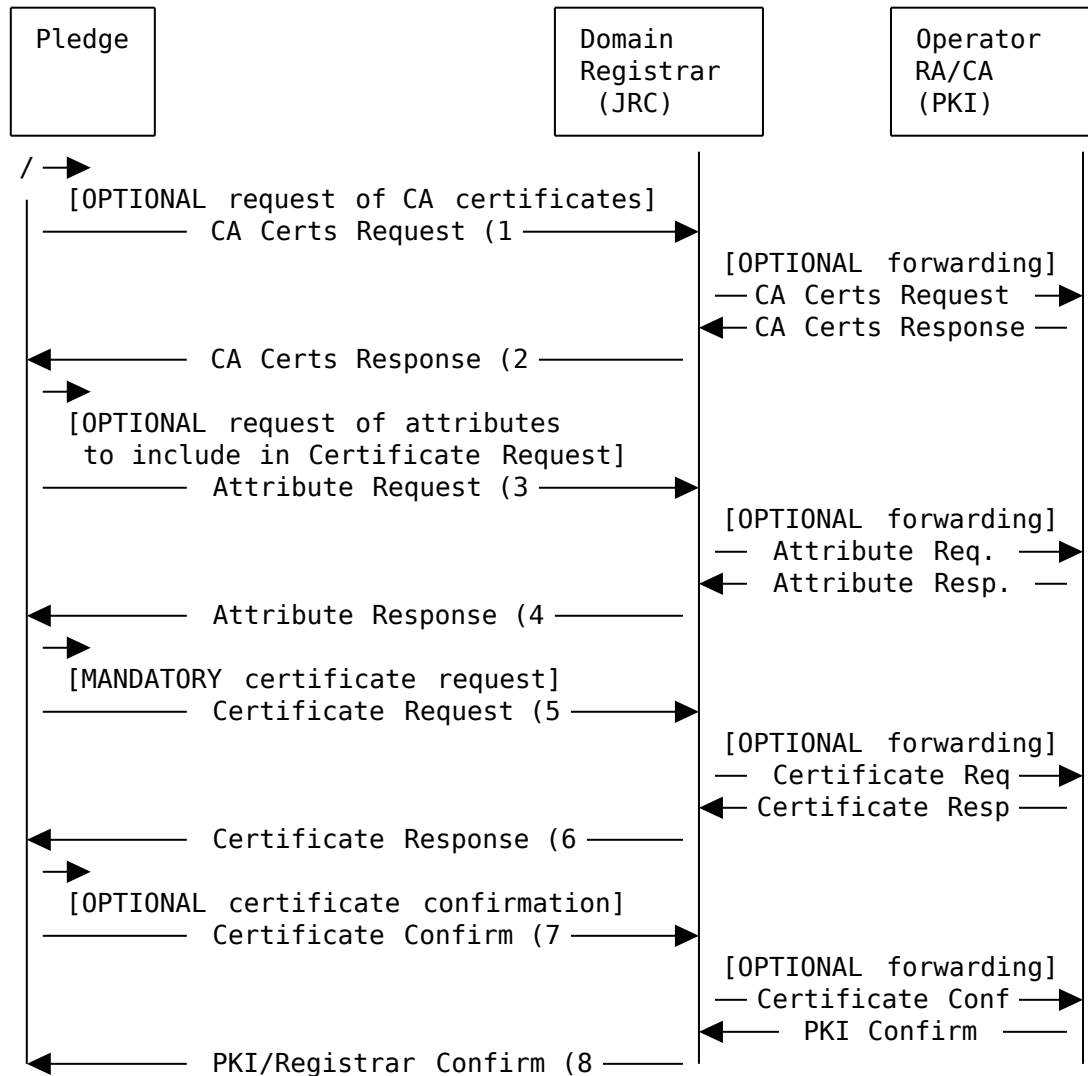 Pledge
Domain
Registrar
(JRC)
Operator
RA/CA
(PKI)
/
[OPTIONAL request of CA certificates]
CA Certs Request (1
[OPTIONAL forwarding]
CA Certs Request
CA Certs Response
CA Certs Response (2
[OPTIONAL request of attributes
to include in Certificate Request]
Attribute Request (3
[OPTIONAL forwarding]
Attribute Req.
Attribute Resp.
Attribute Response (4
[MANDATORY certificate request]
Certificate Request (5
[OPTIONAL forwarding]
Certificate Req
Certificate Resp
Certificate Response (6
[OPTIONAL certificate confirmation]
Certificate Confirm (7
[OPTIONAL forwarding]
Certificate Conf
PKI Confirm
PKI/Registrar Confirm (8